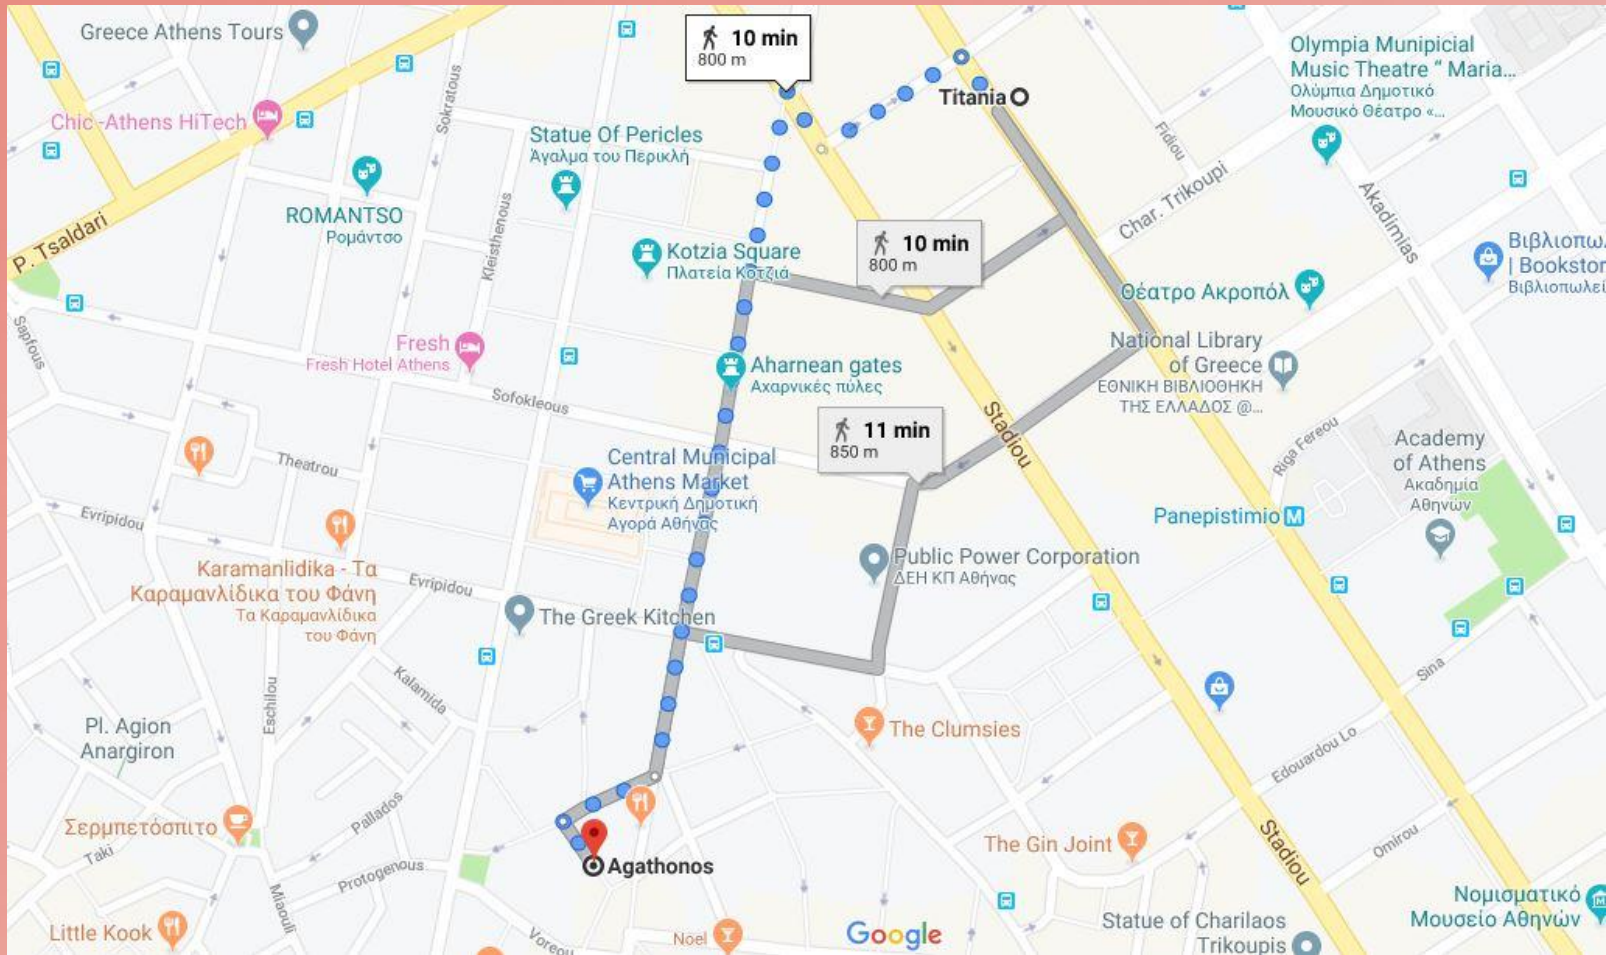 Greece Athens Tours
10 min
800 m
Titania
Olympia Munipicial
Music Theatre “ Maria...
Ολύμπια Δημοτικό
Μουσικό Θέατρο «...
Chic -Athens HiTech
Sokratous
Statue Of Pericles
Άγαλμα του Περικλή
Fidiou
Char. Trikoupi
Akadimias
ROMANTSO
Ρομάντσο
P. Tsaldari
Kleisthenous
Kotzia Square
Πλατεία Κοτζιά
10 min
800 m
Βιβλιοπωλ
| Bookstor
Βιβλιοπωλεί
Θέατρο Ακροπόλ
Sapfous
Fresh
Fresh Hotel Athens
Aharnean gates
Αχαρνικές πύλες
National Library
of Greece
ΕΘΝΙΚΗ ΒΙΒΛΙΟΘΗΚΗ
ΤΗΣ ΕΛΛΑΔΟΣ @...
Sofokleous
Stadiou
11 min
850 m
Riga Fereou
Academy
of Athens
Ακαδημία
Αθηνών
Theatrou
Central Municipal
Athens Market
Κεντρική Δημοτική
Αγορά Αθήνας
Evripidou
Panepistimio M
Karamanlidika - Τα
Καραμανλίδικα του Φάνη
Τα Καραμανλίδικα
του Φάνη
Evripidou
Public Power Corporation
ΔΕΗ ΚΠ Αθήνας
The Greek Kitchen
Kalamida
Eschilou
Sina
Pl. Agion
Anargiron
The Clumsies
Edouardou Lo
Pallados
Σερμπετόσπιτο
Taki
Protogenous
Agathonos
The Gin Joint
Stadiou
Omirou
Miaouli
Little Kook
Voreou
Noel
Google
Statue of Charilaos
Trikoupis
Νομισματικό
Μουσείο Αθηνών